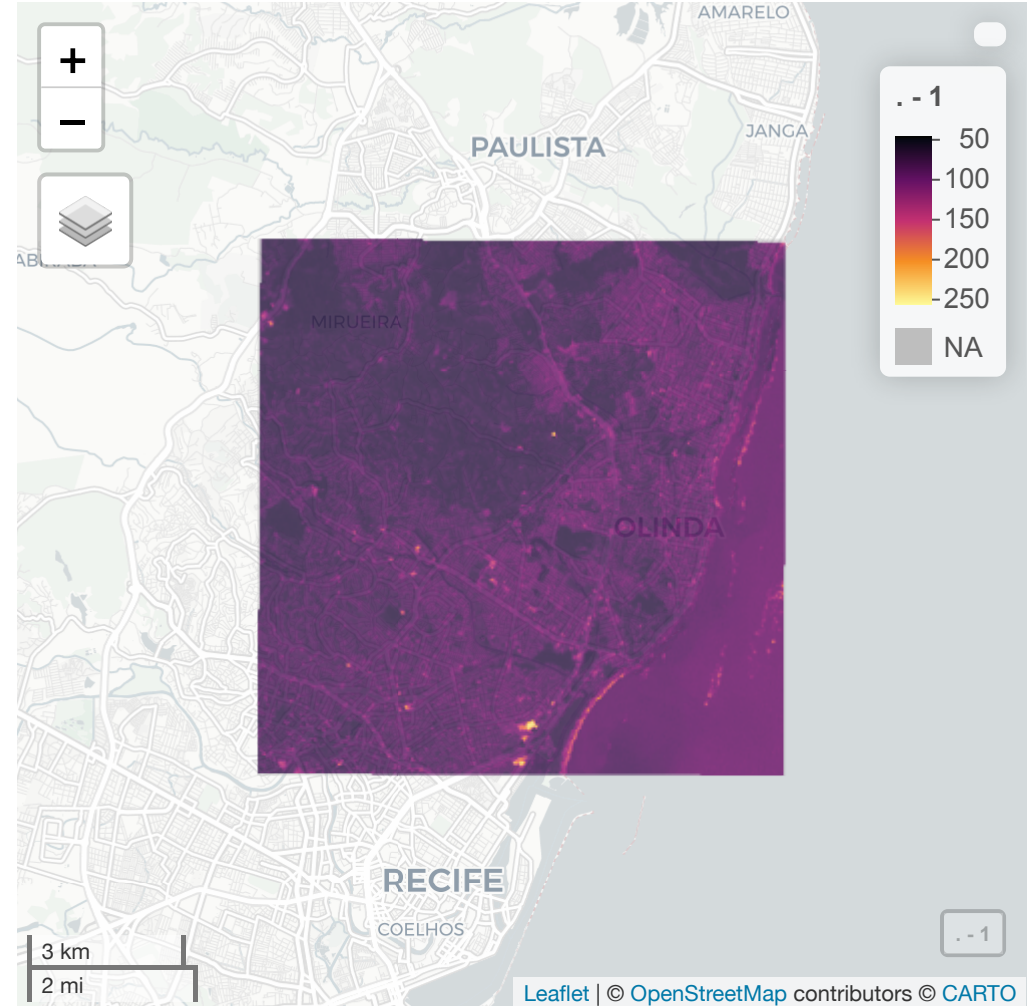 AMARELO
+
−
PAULISTA
JANGA
. - 1
50
100
150
200
250
NA
MIRUEIRA
OLINDA
RECIFE
COELHOS
. - 1
3 km
2 mi
Leaflet | © OpenStreetMap contributors © CARTO